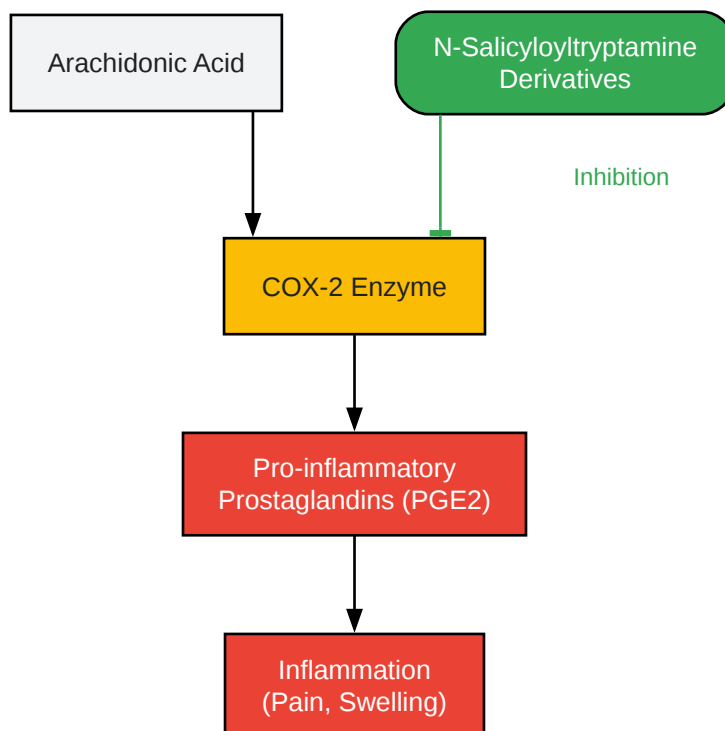 Arachidonic Acid
N-Salicyloyltryptamine
Derivatives
Inhibition
COX-2 Enzyme
Pro-inflammatory
Prostaglandins (PGE2)
Inflammation
(Pain, Swelling)